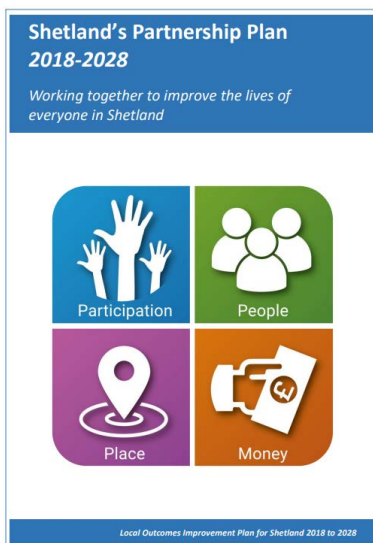 Shetland's Partnership Plan
2018-2028
Working together to improve the lives of
everyone in Shetland
Participation
People
Place
£
Money
Local Outcomes Improvement Plan for Shetland 2018 to 2028